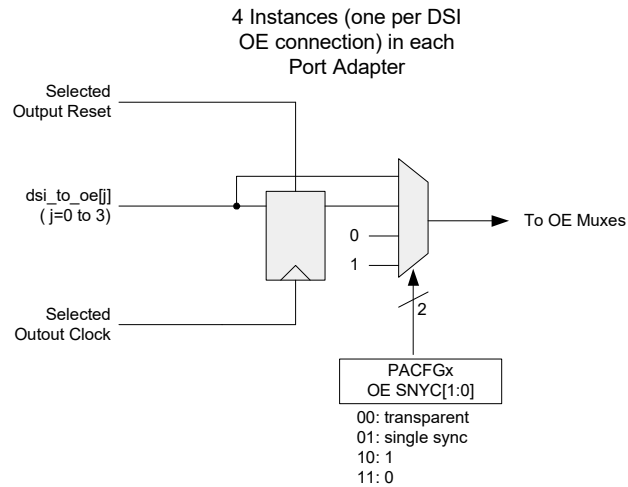 4 Instances (one per DSI
OE connection) in each
Port Adapter
Selected
Output Reset
dsi_to_oe[j]
( j=0 to 3)
0
1
To OE Muxes
Selected
Outout Clock
2
PACFGx
OE SNYC[1:0]
00: transparent
01: single sync
10: 1
11: 0